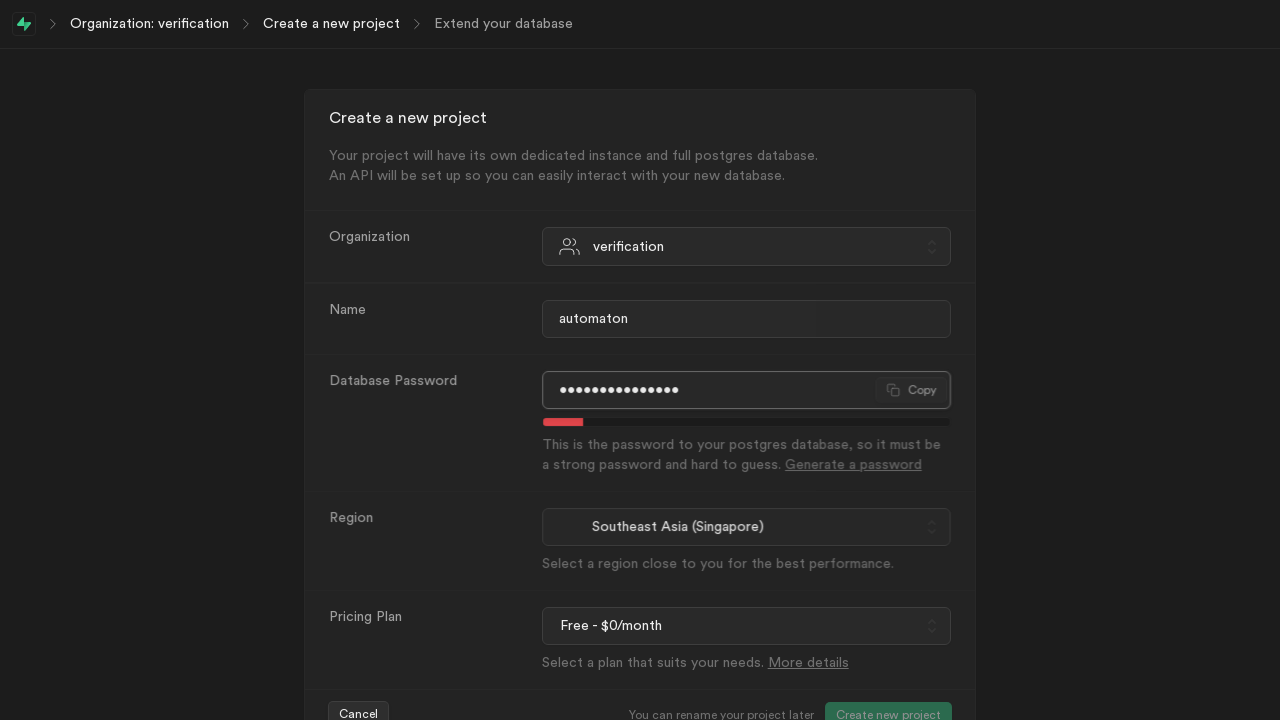 Organization: verification
Create a new project
Extend your database
Create a new project
Your project will have its own dedicated instance and full postgres database.
An API will be set up so you can easily interact with your new database.
Organization
verification
Name
automaton
Database Password
•••••••••••••••
Copy
This is the password to your postgres database, so it must be
a strong password and hard to guess. Generate a password
Region
Southeast Asia (Singapore)
Select a region close to you for the best performance.
Pricing Plan
Free - $0/month
Select a plan that suits your needs. More details
Cancel
You can rename your project later
Create new project